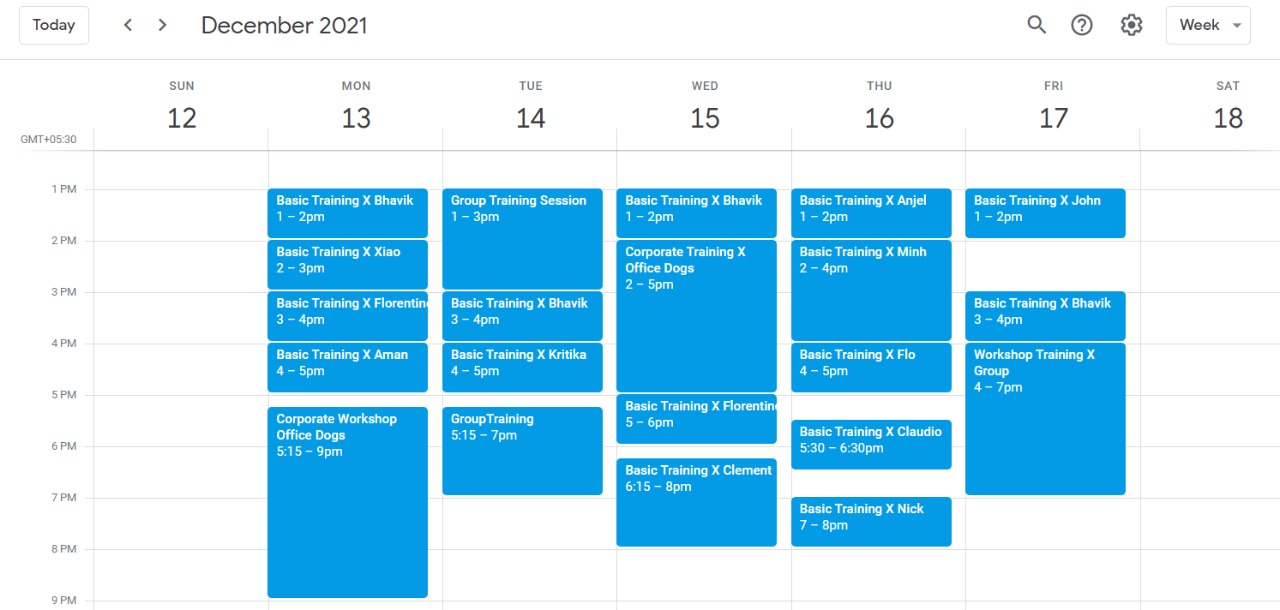 Today
December 2021
Week
SUN
12
MON
13
TUE
14
WED
15
THU
16
FRI
17
SAT
18
GMT+05:30
1 PM
2 PM
3 PM
4 PM
5 PM
6 PM
7 PM
8 PM
9 PM
Basic Training X Bhavik
1 – 2pm
Basic Training X Xiao
2 – 3pm
Basic Training X Florentin
3 – 4pm
Basic Training X Aman
4 – 5pm
Corporate Workshop
Office Dogs
5:15 – 9pm
Group Training Session
1 – 3pm
Basic Training X Bhavik
3 – 4pm
Basic Training X Kritika
4 – 5pm
GroupTraining
5:15 – 7pm
Basic Training X Bhavik
1 – 2pm
Corporate Training X
Office Dogs
2 – 5pm
Basic Training X Florentin
5 – 6pm
Basic Training X Clement
6:15 – 8pm
Basic Training X Anjel
1 – 2pm
Basic Training X Minh
2 – 4pm
Basic Training X Flo
4 – 5pm
Basic Training X Claudio
5:30 – 6:30pm
Basic Training X Nick
7 – 8pm
Basic Training X John
1 – 2pm
Basic Training X Bhavik
3 – 4pm
Workshop Training X
Group
4 – 7pm